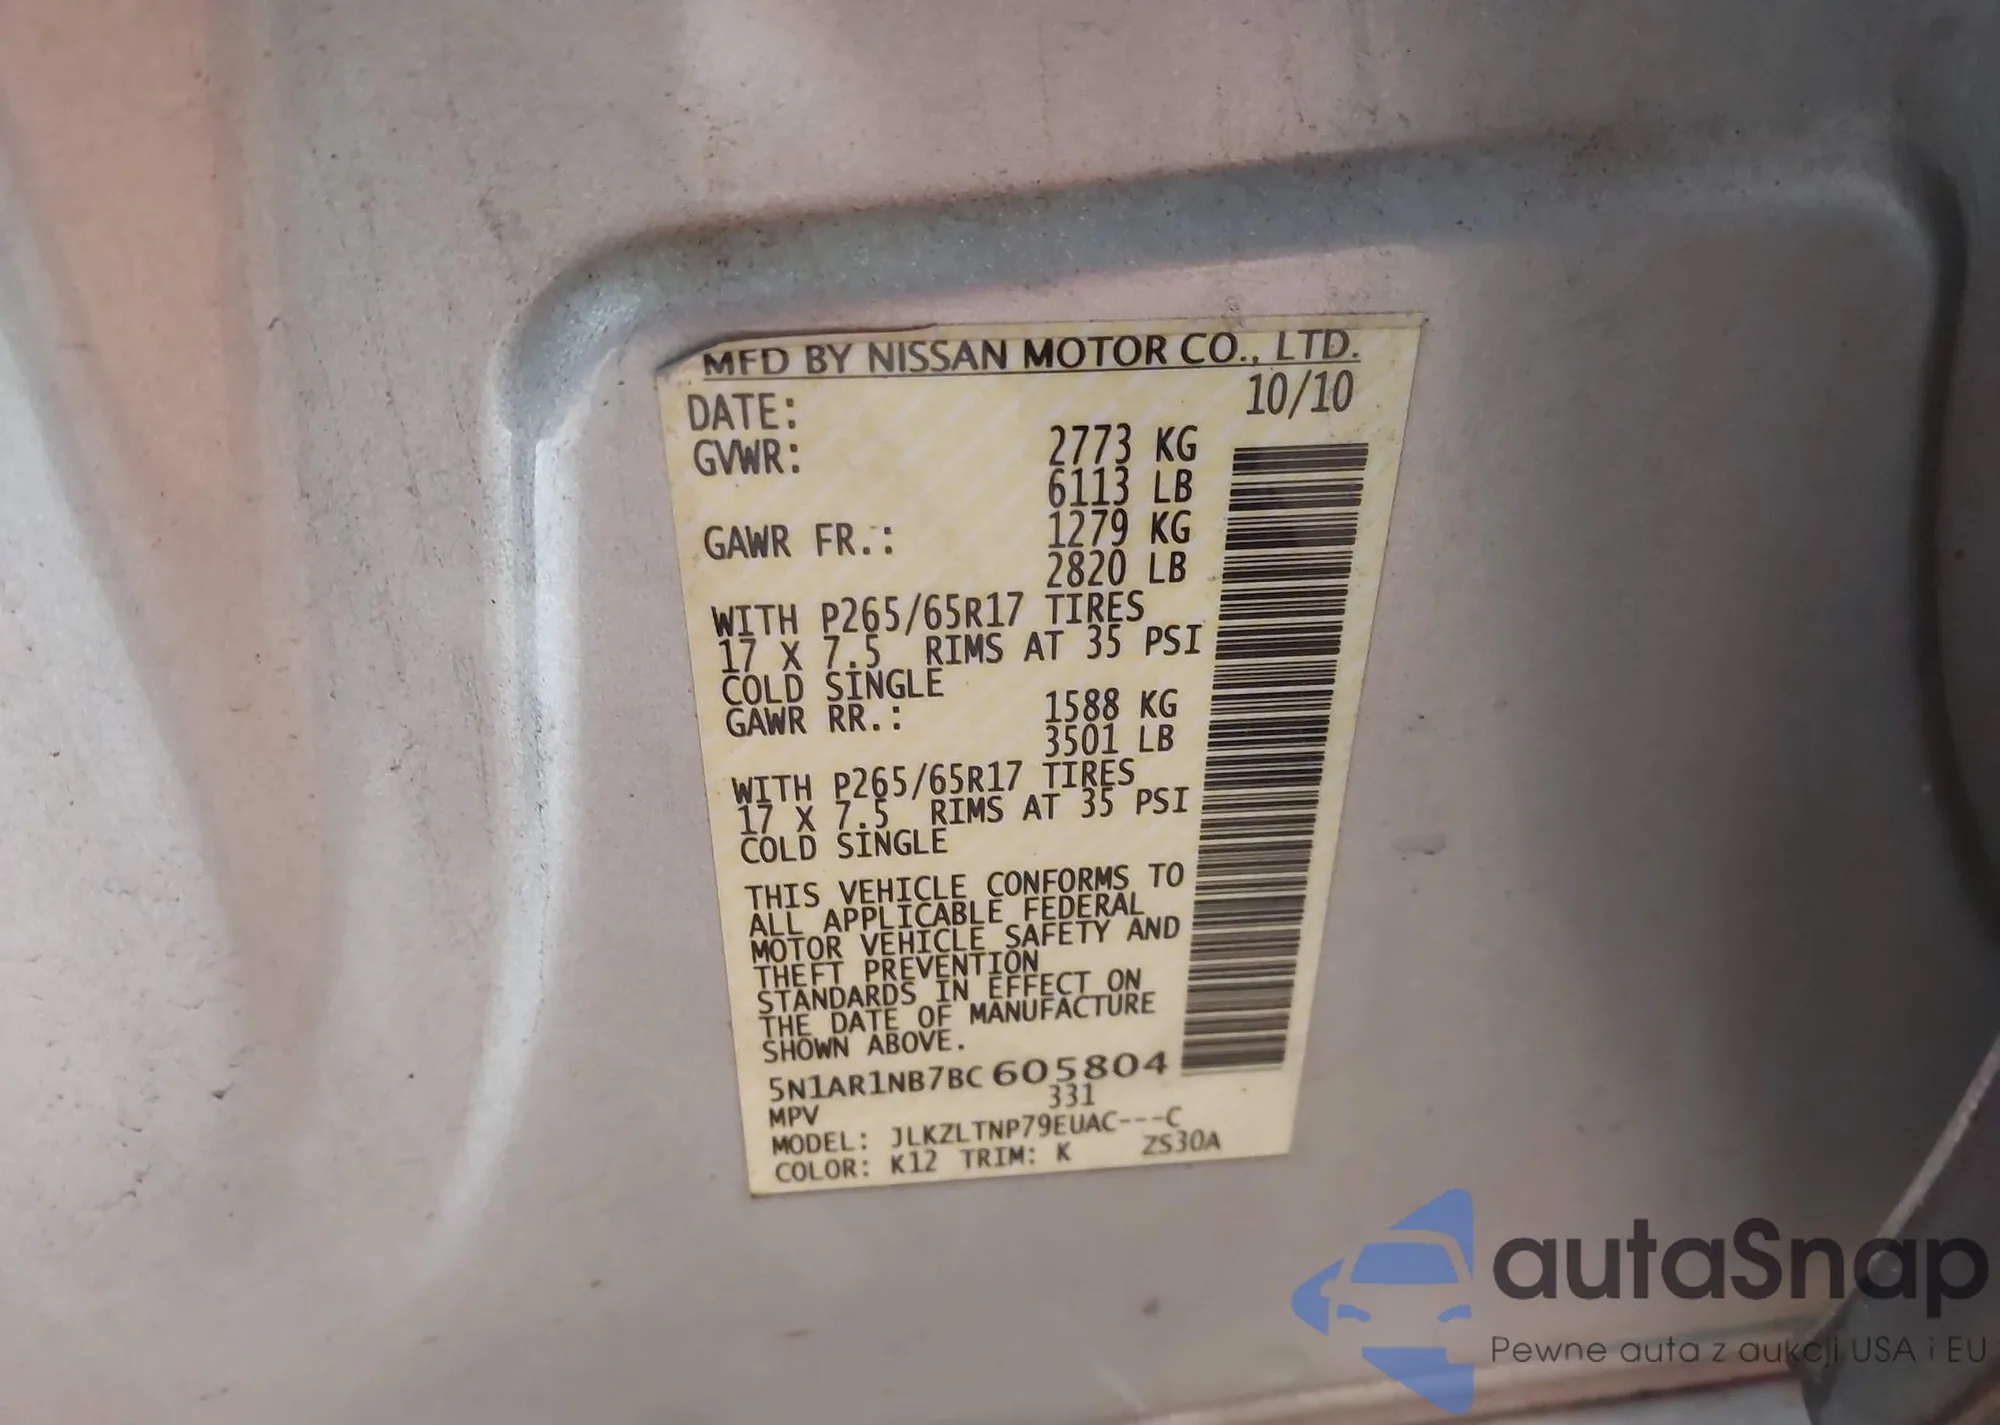 MFD BY NISSAN MOTOR CO., LTD.
DATE: 10/10
GVWR: 2773 KG
6113 LB
GAWR FR.: 1279 KG
2820 LB
WITH P265/65R17 TIRES
17 X 7.5 RIMS AT 35 PSI
COLD SINGLE
GAWR RR.: 1588 KG
3501 LB
WITH P265/65R17 TIRES
17 X 7.5 RIMS AT 35 PSI
COLD SINGLE
THIS VEHICLE CONFORMS TO
ALL APPLICABLE FEDERAL
MOTOR VEHICLE SAFETY AND
THEFT PREVENTION
STANDARDS IN EFFECT ON
THE DATE OF MANUFACTURE
SHOWN ABOVE.
5N1AR1NB7BC605804
MPV 331
MODEL: JLKZLTNP79EUAC---C
COLOR: K12 TRIM: K ZS30A
autaSnap
Pewne auta z aukcji USA i EU